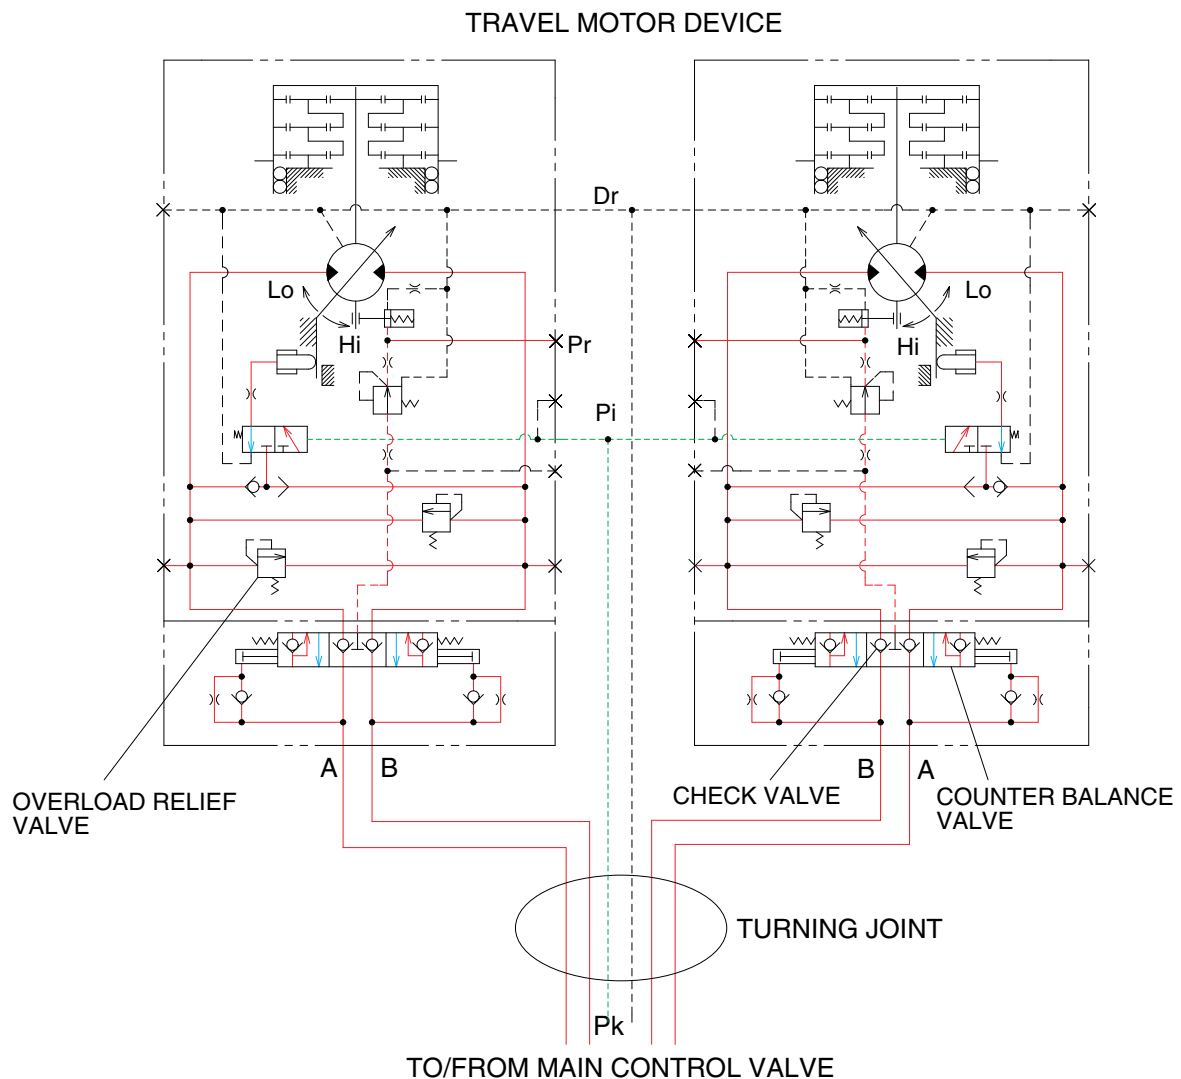 TRAVEL MOTOR DEVICE
Dr
Lo
Hi
Pr
Lo
Hi
Pi
A
B
B
A
OVERLOAD RELIEF
VALVE
CHECK VALVE
COUNTER BALANCE
VALVE
TURNING JOINT
Pk
TO/FROM MAIN CONTROL VALVE